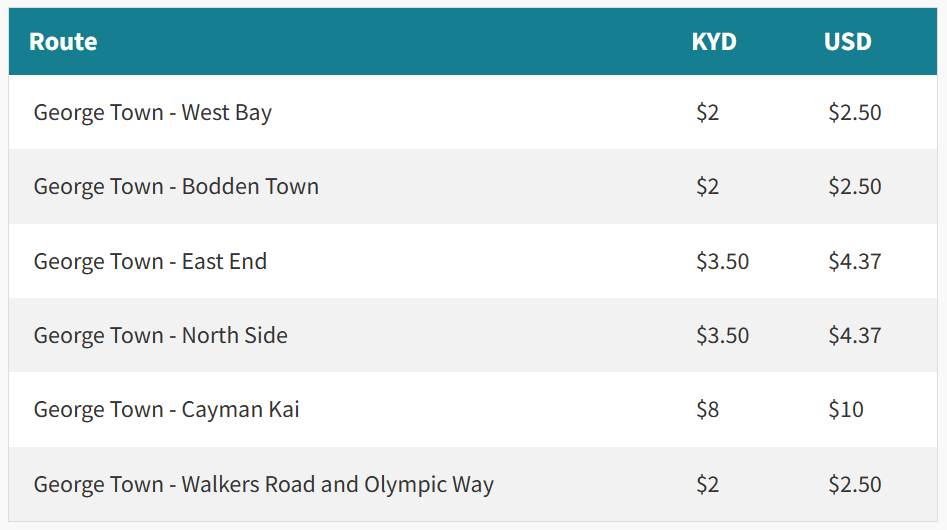 Route KYD USD
George Town - West Bay $2 $2.50
George Town - Bodden Town $2 $2.50
George Town - East End $3.50 $4.37
George Town - North Side $3.50 $4.37
George Town - Cayman Kai $8 $10
George Town - Walkers Road and Olympic Way $2 $2.50